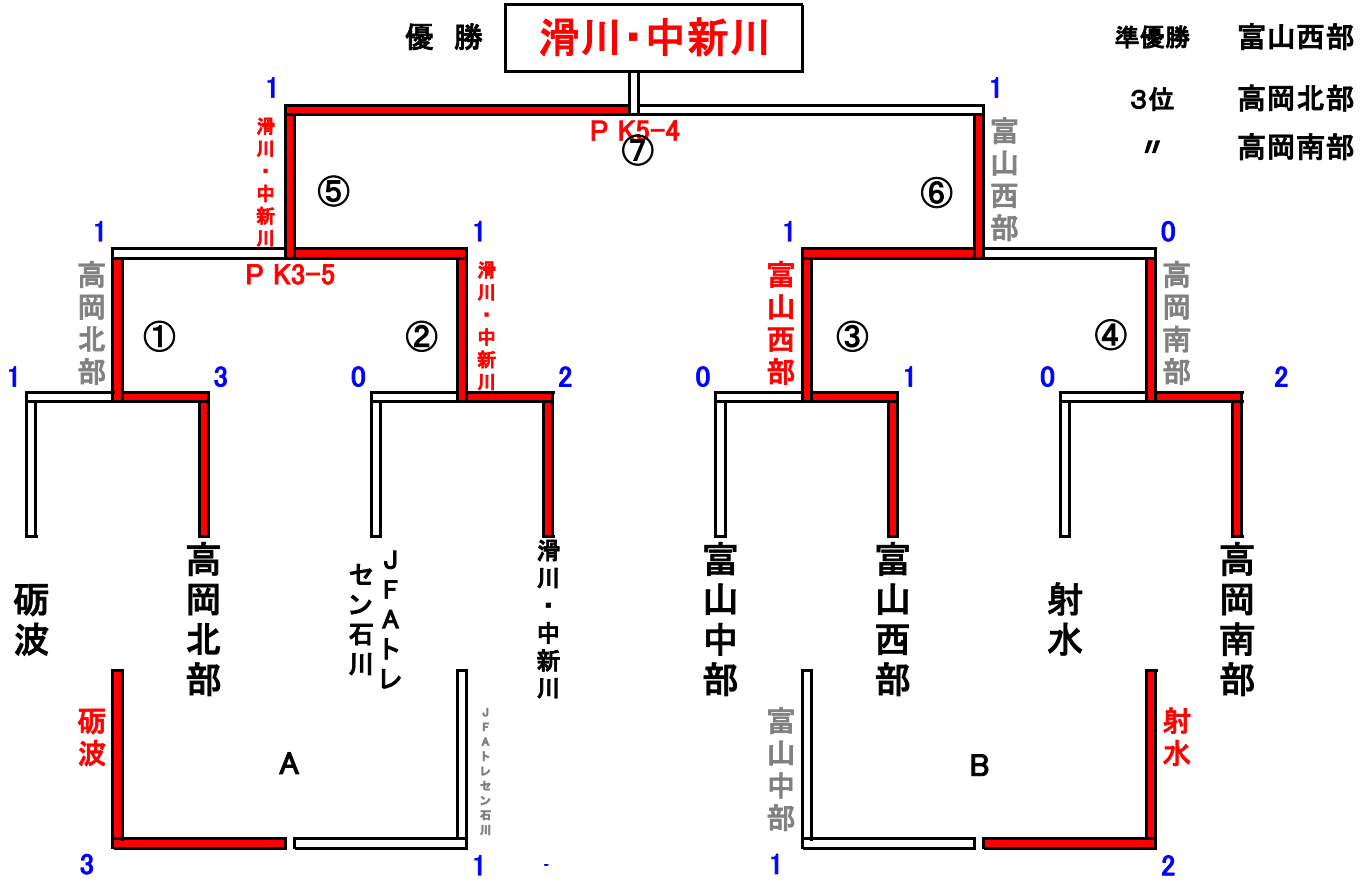 優 勝
滑川・中新川
準優勝 富山西部
3位 高岡北部
〃 高岡南部
1
1
P K5-4
⑦
滑川・中新川
富山西部
⑤
⑥
1
1
1
0
P K3-5
高岡北部
滑川・中新川
富山西部
高岡南部
①
②
③
④
1
3
0
2
0
1
0
2
砺波
高岡北部
JFAトレ
セン石川
滑川・中新川
富山中部
富山西部
射水
高岡南部
砺波
A
JFAトレセン石川
富山中部
B
射水
3
1
-
1
2